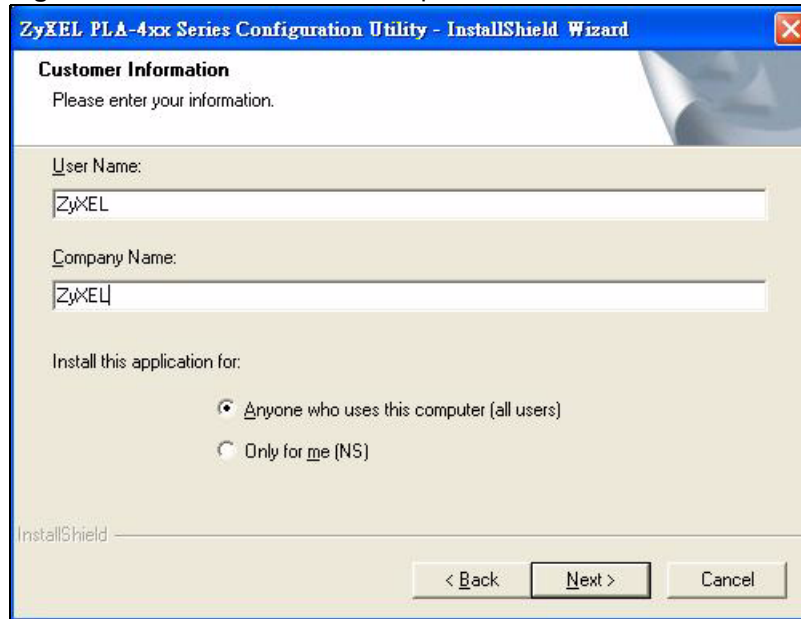 ZyXEL PLA-4xx Series Configuration Utility - InstallShield Wizard
Customer Information
Please enter your information.
User Name:
ZyXEL
Company Name:
ZyXEL
Install this application for:
Anyone who uses this computer (all users)
Only for me (NS)
InstallShield
< Back Next > Cancel